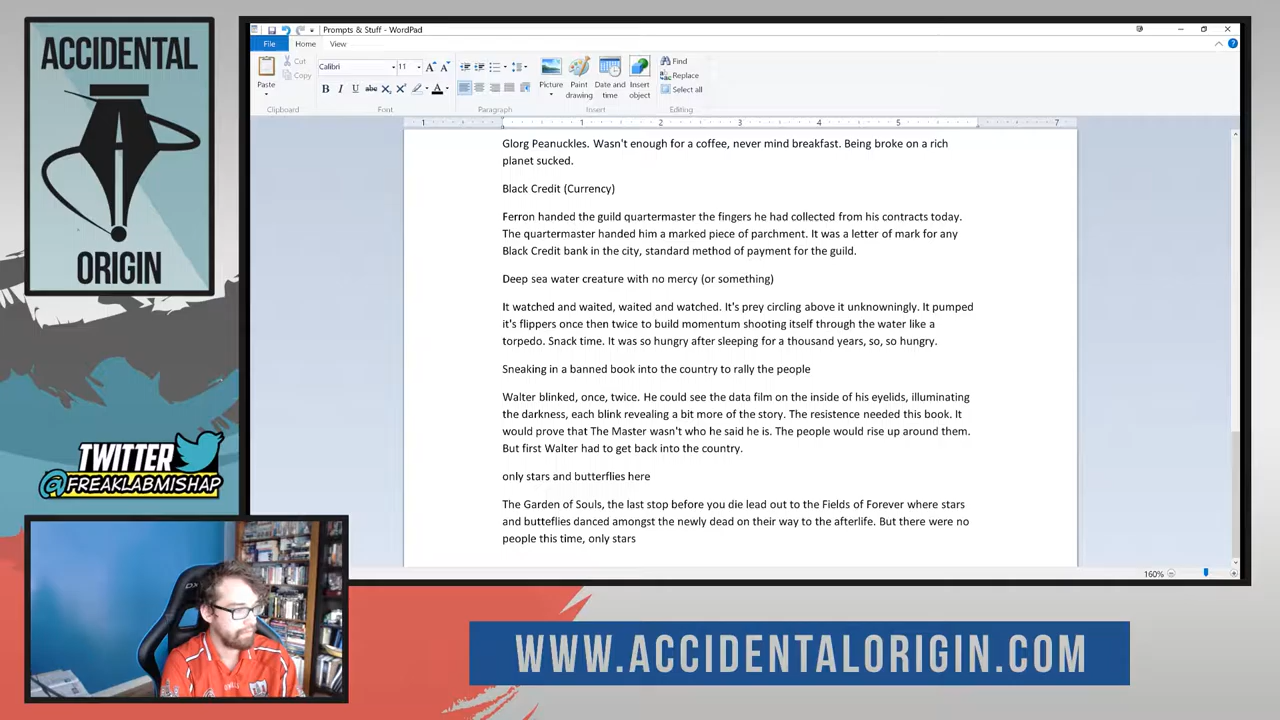 ACCIDENTAL
ORIGIN
TWITTER
@FREAKLABMISHAP
Prompts & Stuff - WordPad
File
Home
View
Paste
Cut
Copy
Clipboard
Calibri
11
Font
Paragraph
Picture
Paint
drawing
Date and
time
Insert
object
Insert
Find
Replace
Select all
Editing
1
1
2
3
4
5
7
Glorg Peanuckles. Wasn't enough for a coffee, never mind breakfast. Being broke on a rich
planet sucked.
Black Credit (Currency)
Ferron handed the guild quartermaster the fingers he had collected from his contracts today.
The quartermaster handed him a marked piece of parchment. It was a letter of mark for any
Black Credit bank in the city, standard method of payment for the guild.
Deep sea water creature with no mercy (or something)
It watched and waited, waited and watched. It's prey circling above it unknowningly. It pumped
it's flippers once then twice to build momentum shooting itself through the water like a
torpedo. Snack time. It was so hungry after sleeping for a thousand years, so, so hungry.
Sneaking in a banned book into the country to rally the people
Walter blinked, once, twice. He could see the data film on the inside of his eyelids, illuminating
the darkness, each blink revealing a bit more of the story. The resistence needed this book. It
would prove that The Master wasn't who he said he is. The people would rise up around them.
But first Walter had to get back into the country.
only stars and butterflies here
The Garden of Souls, the last stop before you die lead out to the Fields of Forever where stars
and butteflies danced amongst the newly dead on their way to the afterlife. But there were no
people this time, only stars
160%
WWW.ACCIDENTALORIGIN.COM